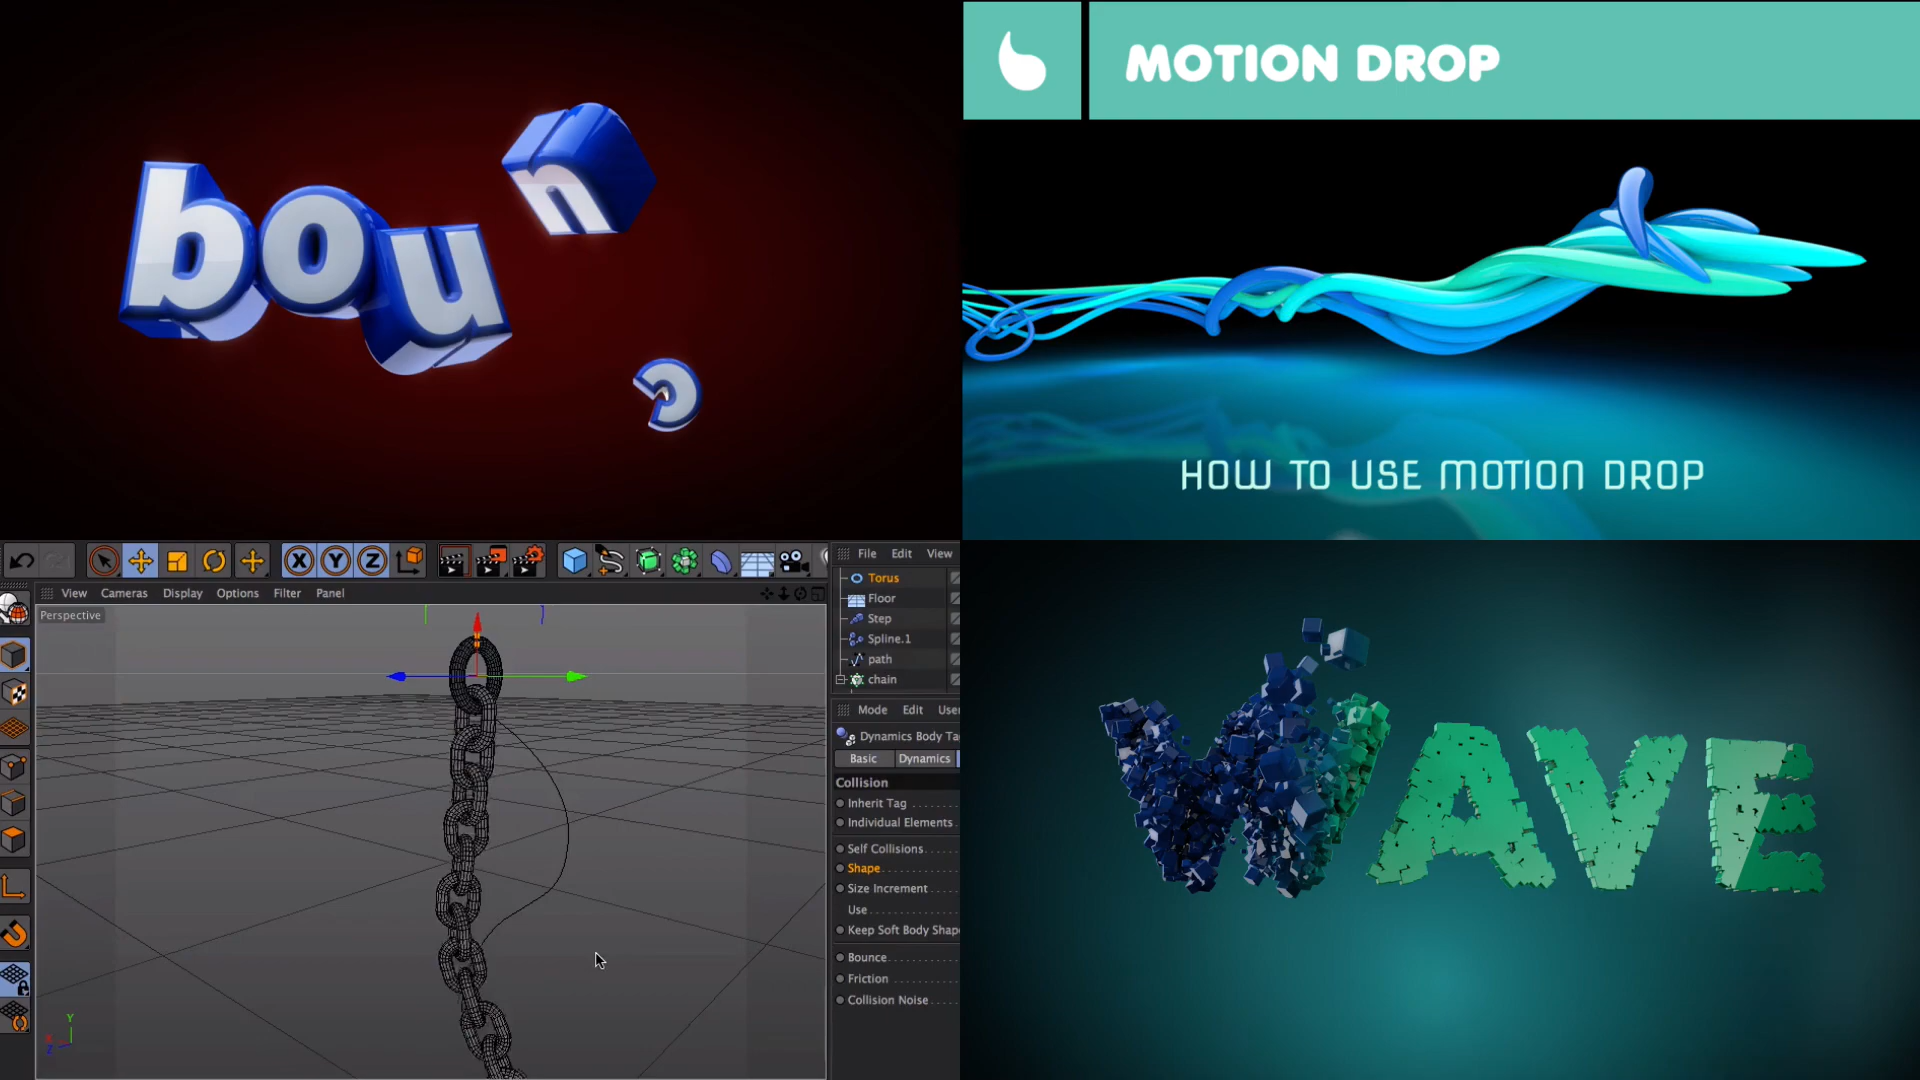 boun
c
MOTION DROP
HOW TO USE MOTION DROP
X Y Z
File Edit View
View Cameras Display Options Filter Panel
Perspective
Torus
Floor
Step
Spline.1
path
chain
Mode Edit User
Dynamics Body Ta
Basic Dynamics
Collision
Inherit Tag
Individual Elements
Self Collisions
Shape
Size Increment
Use
Keep Soft Body Shap
Bounce
Friction
Collision Noise
Y
X
Z
WAVE